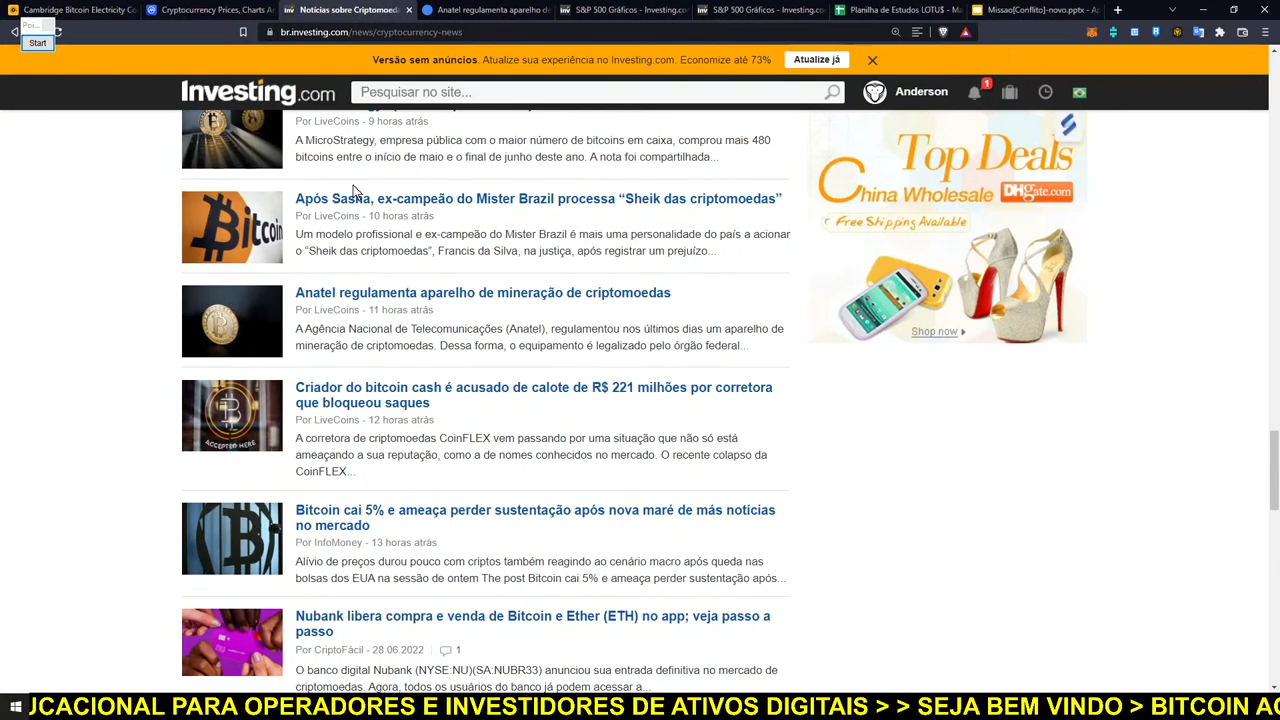 Cambridge Bitcoin Electricity Co
Cryptocurrency Prices, Charts A
Notícias sobre Criptomoeda
Anatel regulamenta aparelho de
S&P 500 Gráficos — Investing.co
S&P 500 Gráficos — Investing.co
Planilha de Estudos LOTU$ - M
Missao[Conflito]-novo.pptx - Ap
Poi...
Start
br.investing.com/news/cryptocurrency-news
Versão sem anúncios. Atualize sua experiência no Investing.com. Economize até 73%
Atualize já
Investing.com
Pesquisar no site...
Anderson
1
Por LiveCoins - 9 horas atrás
A MicroStrategy, empresa pública com o maior número de bitcoins em caixa, comprou mais 480
bitcoins entre o início de maio e o final de junho deste ano. A nota foi compartilhada...
Após Sasha, ex-campeão do Mister Brazil processa “Sheik das criptomoedas”
Por LiveCoins - 10 horas atrás
Um modelo profissional e ex-campeão do Mister Brazil é mais uma personalidade do país a acionar
o “Sheik das criptomoedas”, Francis da Silva, na justiça, após registrar um prejuízo...
Anatel regulamenta aparelho de mineração de criptomoedas
Por LiveCoins - 11 horas atrás
A Agência Nacional de Telecomunicações (Anatel), regulamentou nos últimos dias um aparelho de
mineração de criptomoedas. Dessa forma, o equipamento é legalizado pelo órgão federal...
Criador do bitcoin cash é acusado de calote de R$ 221 milhões por corretora
que bloqueou saques
Por LiveCoins - 12 horas atrás
A corretora de criptomoedas CoinFLEX vem passando por uma situação que não só está
ameaçando a sua reputação, como a de nomes conhecidos no mercado. O recente colapso da
CoinFLEX...
ACCEPTED HERE
Bitcoin cai 5% e ameaça perder sustentação após nova maré de más notícias
no mercado
Por InfoMoney - 13 horas atrás
Alívio de preços durou pouco com criptos também reagindo ao cenário macro após queda nas
bolsas dos EUA na sessão de ontem The post Bitcoin cai 5% e ameaça perder sustentação após...
Nubank libera compra e venda de Bitcoin e Ether (ETH) no app; veja passo a
passo
Por CriptoFácil - 28.06.2022
1
O banco digital Nubank (NYSE:NU)(SA:NUBR33) anunciou sua entrada definitiva no mercado de
criptomoedas. Agora, todos os usuários do banco já podem acessar a...
Top Deals
China Wholesale
DHgate.com
Free Shipping Available
Shop now
UCACIONAL PARA OPERADORES E INVESTIDORES DE ATIVOS DIGITAIS > > SEJA BEM VINDO > BITCOIN AC